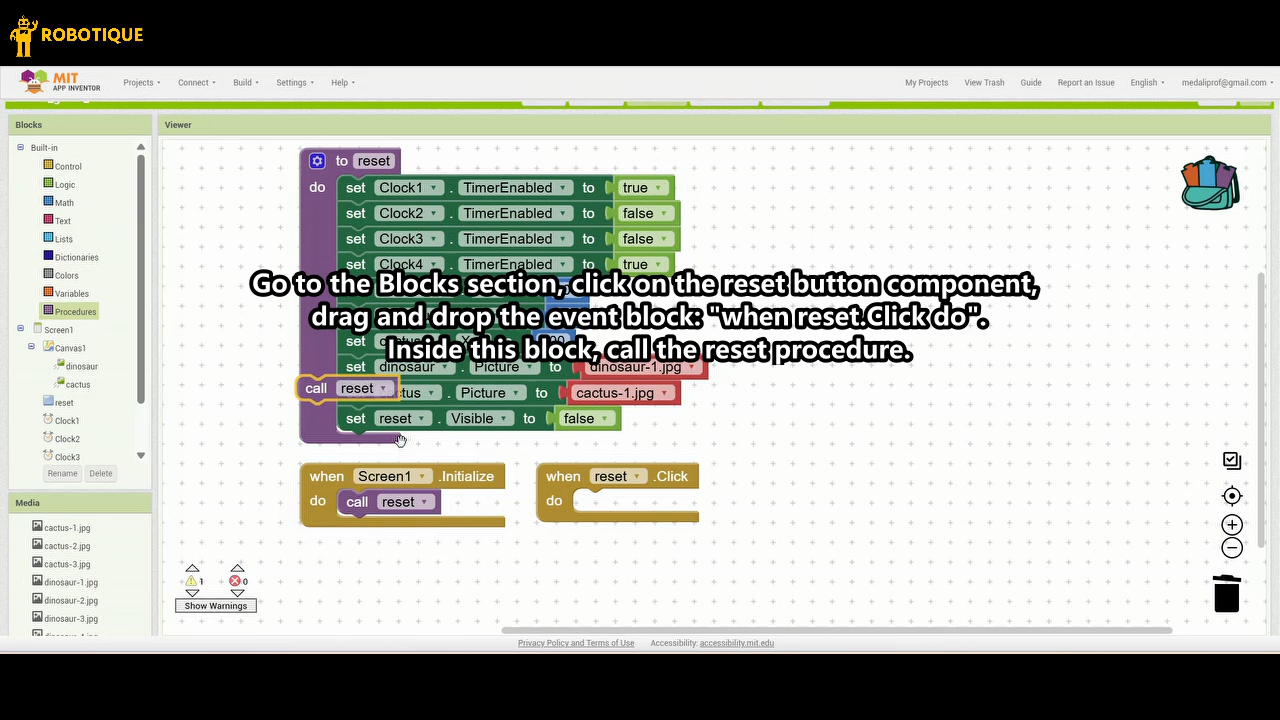 ROBOTIQUE
MIT
APP INVENTOR
Projects
Connect
Build
Settings
Help
My Projects
View Trash
Guide
Report an Issue
English
medaliprof@gmail.com
Blocks
Built-in
Control
Logic
Math
Text
Lists
Dictionaries
Colors
Variables
Procedures
Screen1
Canvas1
dinosaur
cactus
reset
Clock1
Clock2
Clock3
Rename Delete
Media
cactus-1.jpg
cactus-2.jpg
cactus-3.jpg
dinosaur-1.jpg
dinosaur-2.jpg
dinosaur-3.jpg
Viewer
to reset
do set Clock1 . TimerEnabled to true
set Clock2 . TimerEnabled to false
set Clock3 . TimerEnabled to false
set Clock4 . TimerEnabled to true
Go to the Blocks section, click on the reset button component,
drag and drop the event block: "when reset.Click do".
Inside this block, call the reset procedure.
set dinosaur . Picture to dinosaur-1.jpg
call reset
Picture to cactus-1.jpg
set reset . Visible to false
when Screen1 .Initialize
do call reset
when reset .Click
do
1
0
Show Warnings
Privacy Policy and Terms of Use
Accessibility: accessibility.mit.edu